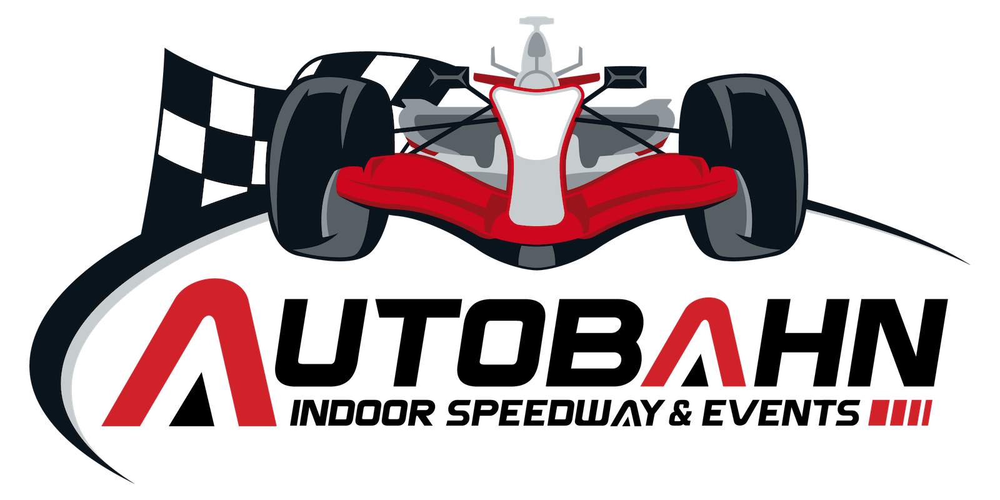 AUTOBAHN
INDOOR SPEEDWAY & EVENTS